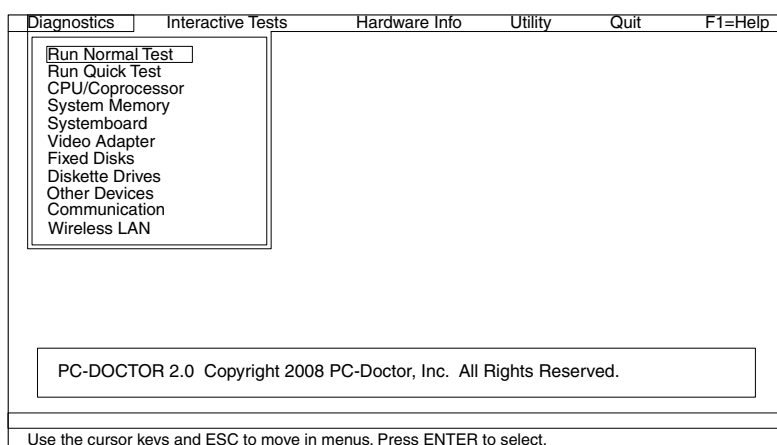 Diagnostics Interactive Tests Hardware Info Utility Quit F1=Help
Run Normal Test
Run Quick Test
CPU/Coprocessor
System Memory
Systemboard
Video Adapter
Fixed Disks
Diskette Drives
Other Devices
Communication
Wireless LAN
PC-DOCTOR 2.0 Copyright 2008 PC-Doctor, Inc. All Rights Reserved.
Use the cursor keys and ESC to move in menus. Press ENTER to select.